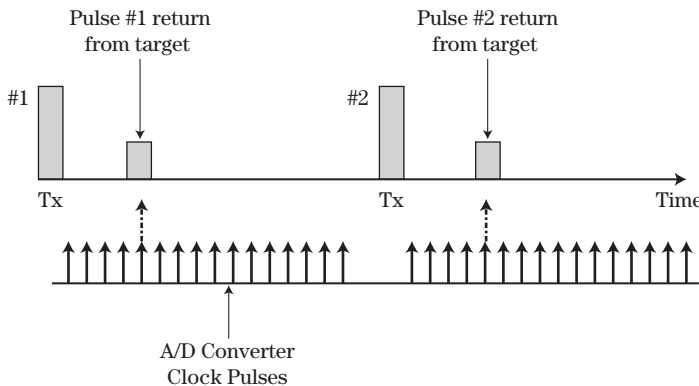 Pulse #1 return
from target
Pulse #2 return
from target
#1
#2
Tx
Tx
Time
A/D Converter
Clock Pulses